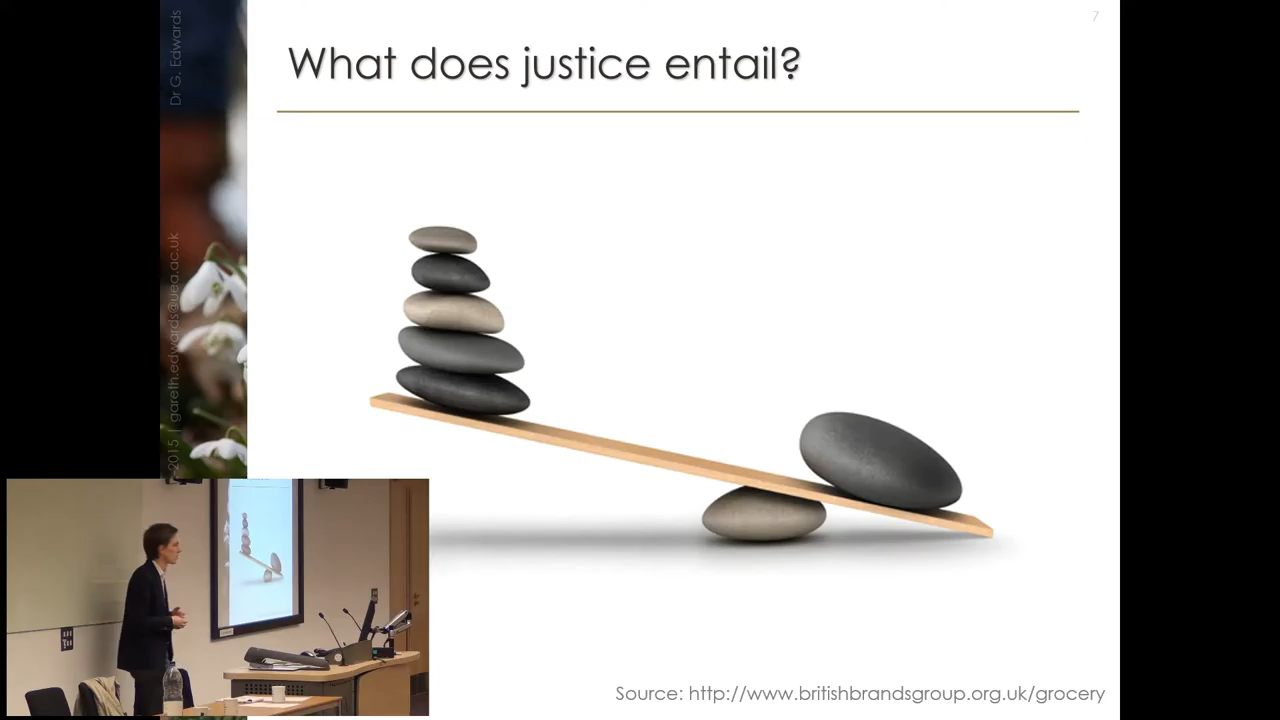 7
What does justice entail?
Dr G. Edwards
-2015 | gareth.edwards@uea.ac.uk
Source: http://www.britishbrandsgroup.org.uk/grocery